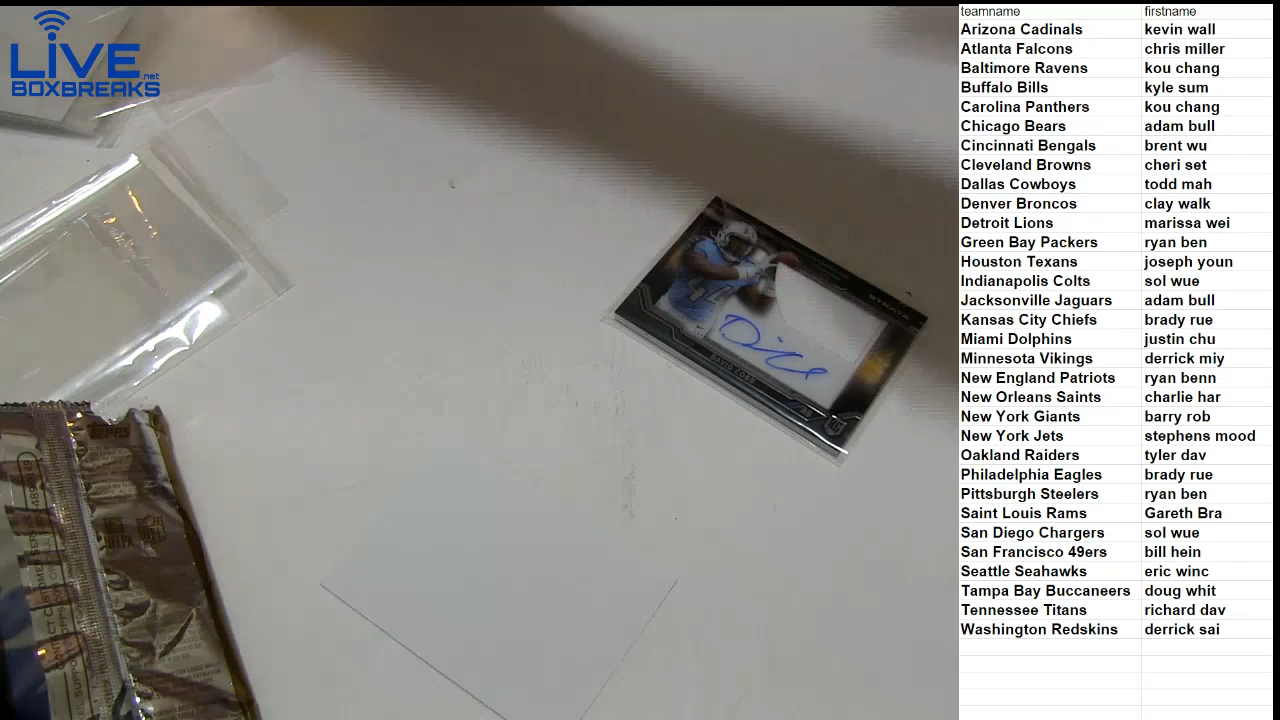 LIVE
.net
BOXBREAKS
teamname firstname
Arizona Cadinals kevin wall
Atlanta Falcons chris miller
Baltimore Ravens kou chang
Buffalo Bills kyle sum
Carolina Panthers kou chang
Chicago Bears adam bull
Cincinnati Bengals brent wu
Cleveland Browns cheri set
Dallas Cowboys todd mah
Denver Broncos clay walk
Detroit Lions marissa wei
Green Bay Packers ryan ben
Houston Texans joseph youn
Indianapolis Colts sol wue
Jacksonville Jaguars adam bull
Kansas City Chiefs brady rue
Miami Dolphins justin chu
Minnesota Vikings derrick miy
New England Patriots ryan benn
New Orleans Saints charlie har
New York Giants barry rob
New York Jets stephens mood
Oakland Raiders tyler dav
Philadelphia Eagles brady rue
Pittsburgh Steelers ryan ben
Saint Louis Rams Gareth Bra
San Diego Chargers sol wue
San Francisco 49ers bill hein
Seattle Seahawks eric winc
Tampa Bay Buccaneers doug whit
Tennessee Titans richard dav
Washington Redskins derrick sai
STRATA
44
DAVID COBB
TOPPS
NFLPA